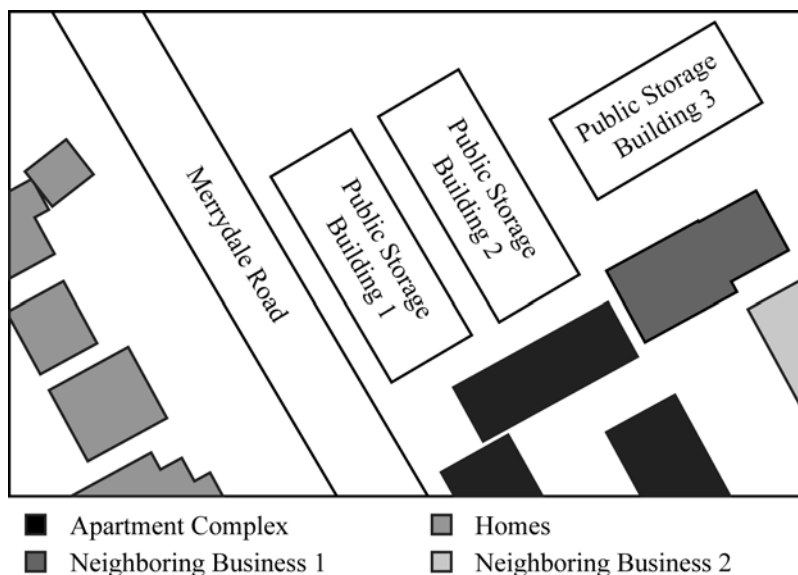 Merrydale Road
Public Storage
Building 1
Public Storage
Building 2
Public Storage
Building 3
Apartment Complex
Homes
Neighboring Business 1
Neighboring Business 2